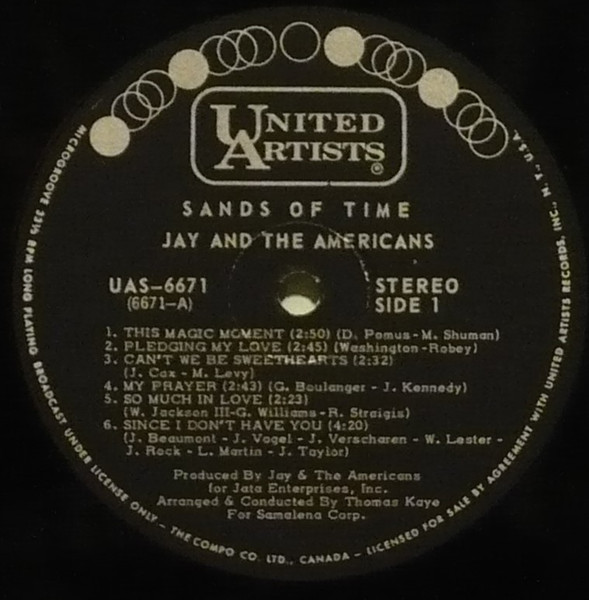 UNITED
ARTISTS®
SANDS OF TIME
JAY AND THE AMERICANS
UAS-6671
(6671-A)
STEREO
SIDE 1
1. THIS MAGIC MOMENT (2:50) (D. Pomus-M. Shuman)
2. PLEDGING MY LOVE (2:45) (Washington-Robey)
3. CAN'T WE BE SWEETHEARTS (2:32)
(J. Cox - M. Levy)
4. MY PRAYER (2:43) (G. Boulanger - J. Kennedy)
5. SO MUCH IN LOVE (2:23)
(W. Jackson III-G. Williams-R. Straigis)
6. SINCE I DON'T HAVE YOU (4:20)
(J. Beaumont - J. Vogel - J. Verscharen - W. Lester -
J. Rock - L. Martin - J. Taylor)
Produced By Jay & The Americans
for Jata Enterprises, Inc.
Arranged & Conducted By Thomas Kaye
For Samalena Corp.
MICROGROOVE 33⅓ RPM LONG PLAYING BROADCAST UNDER LICENSE ONLY - THE COMPO CO. LTD., CANADA - LICENSED FOR SALE BY AGREEMENT WITH UNITED ARTISTS RECORDS, INC., N. Y. U.S.A.